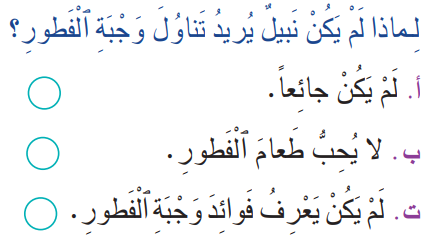 لِماذا لَمْ يَكُنْ نَبيلٌ يُريدُ تَناوُلَ وَجْبَةِ ٱلْفَطورِ؟
أ. لَمْ يَكُنْ جائِعاً.
ب. لا يُحِبُّ طَعامَ ٱلْفَطورِ.
ت. لَمْ يَكُنْ يَعْرِفُ فَوائِدَ وَجْبَةِ ٱلْفَطورِ.